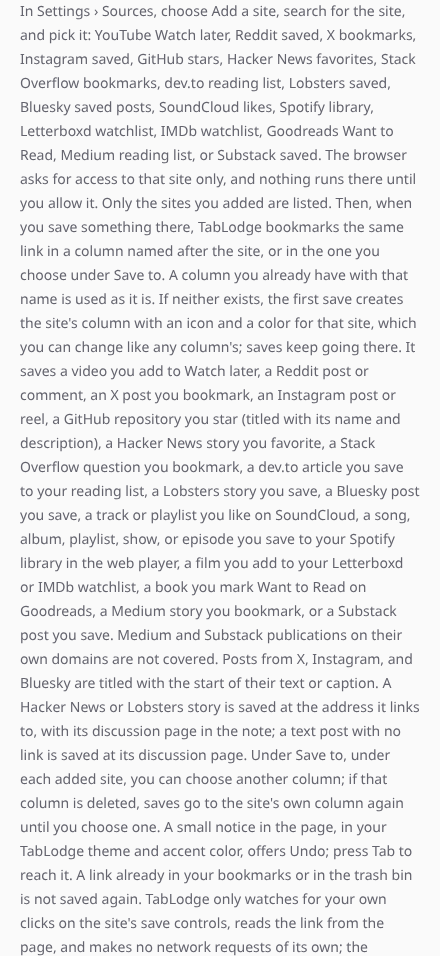 In Settings › Sources, choose Add a site, search for the site,
and pick it: YouTube Watch later, Reddit saved, X bookmarks,
Instagram saved, GitHub stars, Hacker News favorites, Stack
Overflow bookmarks, dev.to reading list, Lobsters saved,
Bluesky saved posts, SoundCloud likes, Spotify library,
Letterboxd watchlist, IMDb watchlist, Goodreads Want to
Read, Medium reading list, or Substack saved. The browser
asks for access to that site only, and nothing runs there until
you allow it. Only the sites you added are listed. Then, when
you save something there, TabLodge bookmarks the same
link in a column named after the site, or in the one you
choose under Save to. A column you already have with that
name is used as it is. If neither exists, the first save creates
the site's column with an icon and a color for that site, which
you can change like any column's; saves keep going there. It
saves a video you add to Watch later, a Reddit post or
comment, an X post you bookmark, an Instagram post or
reel, a GitHub repository you star (titled with its name and
description), a Hacker News story you favorite, a Stack
Overflow question you bookmark, a dev.to article you save
to your reading list, a Lobsters story you save, a Bluesky post
you save, a track or playlist you like on SoundCloud, a song,
album, playlist, show, or episode you save to your Spotify
library in the web player, a film you add to your Letterboxd
or IMDb watchlist, a book you mark Want to Read on
Goodreads, a Medium story you bookmark, or a Substack
post you save. Medium and Substack publications on their
own domains are not covered. Posts from X, Instagram, and
Bluesky are titled with the start of their text or caption. A
Hacker News or Lobsters story is saved at the address it links
to, with its discussion page in the note; a text post with no
link is saved at its discussion page. Under Save to, under
each added site, you can choose another column; if that
column is deleted, saves go to the site's own column again
until you choose one. A small notice in the page, in your
TabLodge theme and accent color, offers Undo; press Tab to
reach it. A link already in your bookmarks or in the trash bin
is not saved again. TabLodge only watches for your own
clicks on the site's save controls, reads the link from the
page, and makes no network requests of its own; the